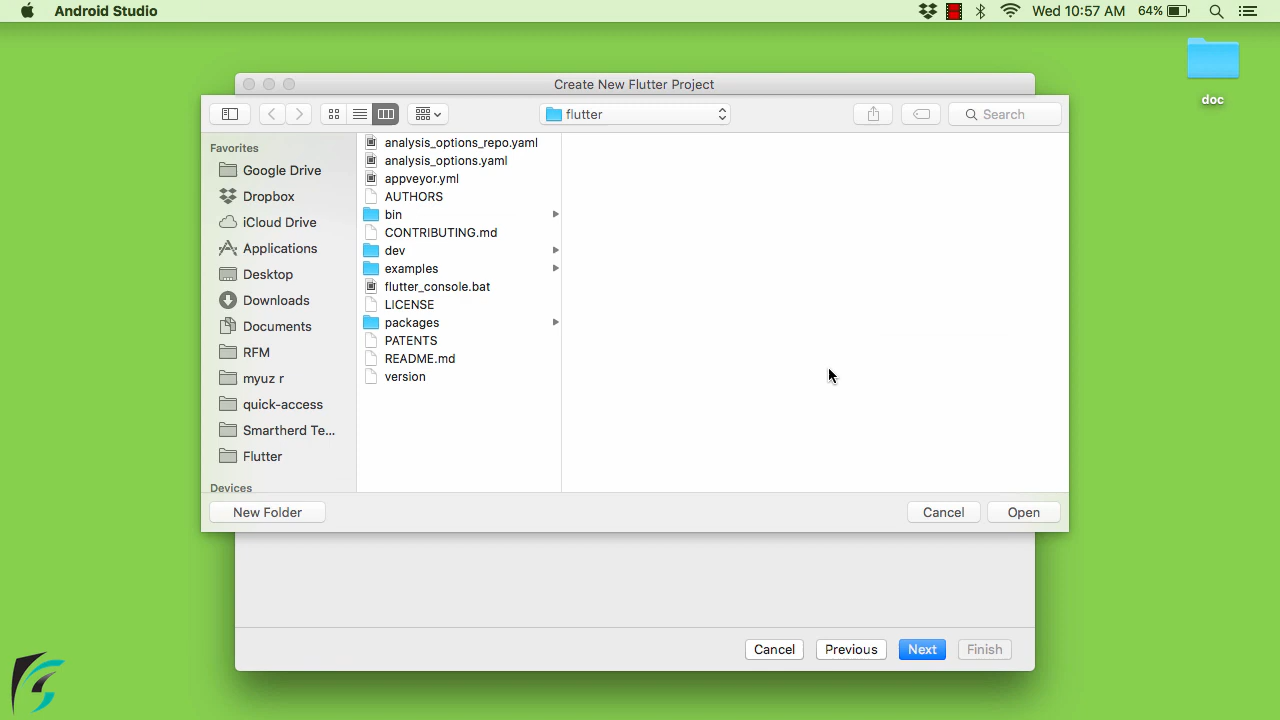 Android Studio
Wed 10:57 AM 64%
doc
Create New Flutter Project
flutter
Search
Favorites
Google Drive
Dropbox
iCloud Drive
Applications
Desktop
Downloads
Documents
RFM
myuz r
quick-access
Smartherd Te...
Flutter
Devices
analysis_options_repo.yaml
analysis_options.yaml
appveyor.yml
AUTHORS
bin
CONTRIBUTING.md
dev
examples
flutter_console.bat
LICENSE
packages
PATENTS
README.md
version
New Folder
Cancel Open
Cancel Previous Next Finish